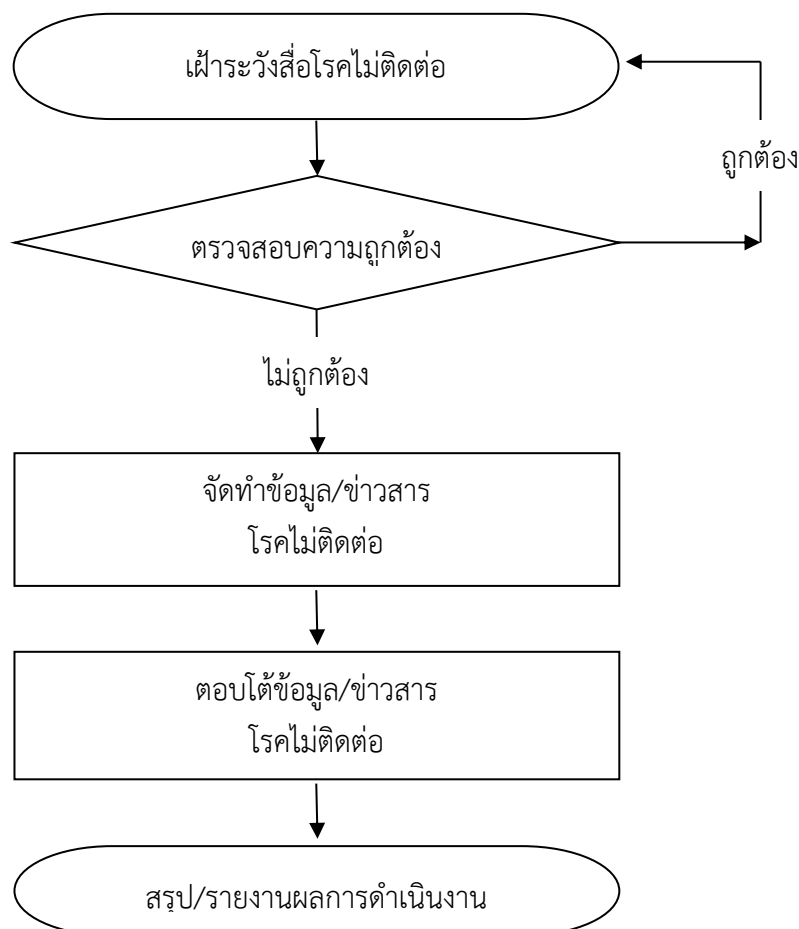 เฝ้าระวังสื่อโรคไม่ติดต่อ
ถูกต้อง
ตรวจสอบความถูกต้อง
ไม่ถูกต้อง
จัดทำข้อมูล/ข่าวสาร
โรคไม่ติดต่อ
ตอบโต้ข้อมูล/ข่าวสาร
โรคไม่ติดต่อ
สรุป/รายงานผลการดำเนินงาน